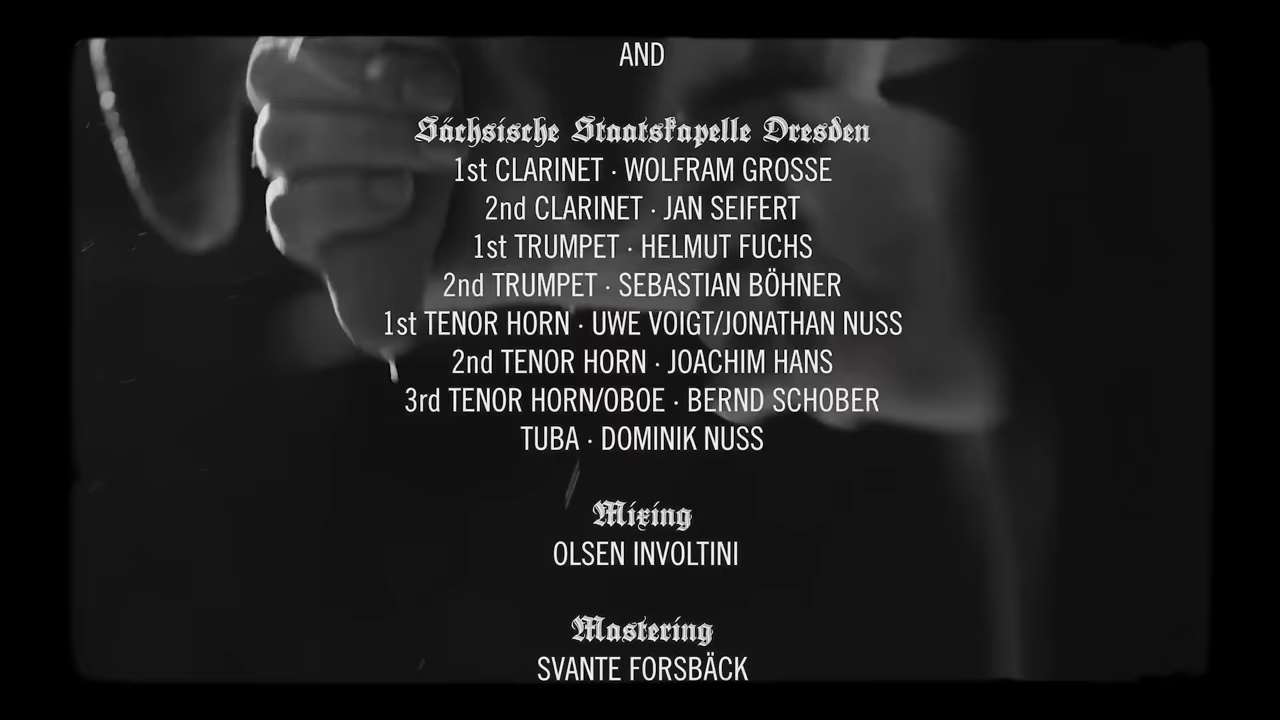 AND
Sächsische Staatskapelle Dresden
1st CLARINET · WOLFRAM GROSSE
2nd CLARINET · JAN SEIFERT
1st TRUMPET · HELMUT FUCHS
2nd TRUMPET · SEBASTIAN BÖHNER
1st TENOR HORN · UWE VOIGT/JONATHAN NUSS
2nd TENOR HORN · JOACHIM HANS
3rd TENOR HORN/OBOE · BERND SCHOBER
TUBA · DOMINIK NUSS
Mixing
OLSEN INVOLTINI
Mastering
SVANTE FORSBÄCK